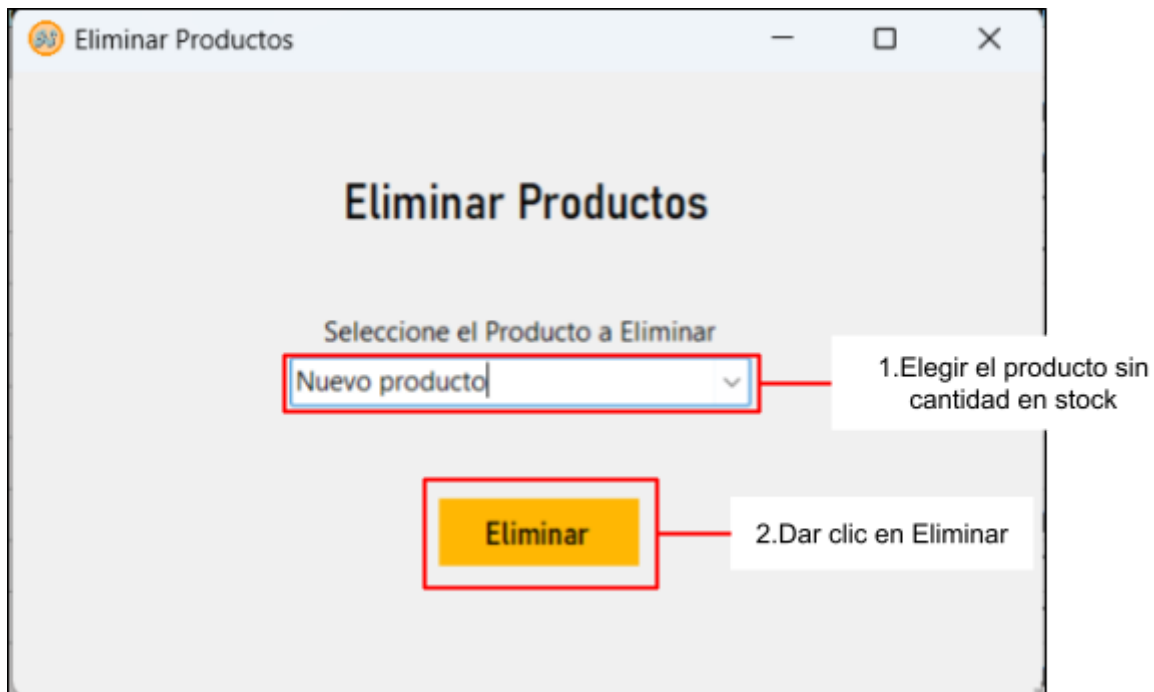 Eliminar Productos
Eliminar Productos
Seleccione el Producto a Eliminar
Nuevo producto
1.Elegir el producto sin
cantidad en stock
Eliminar
2.Dar clic en Eliminar